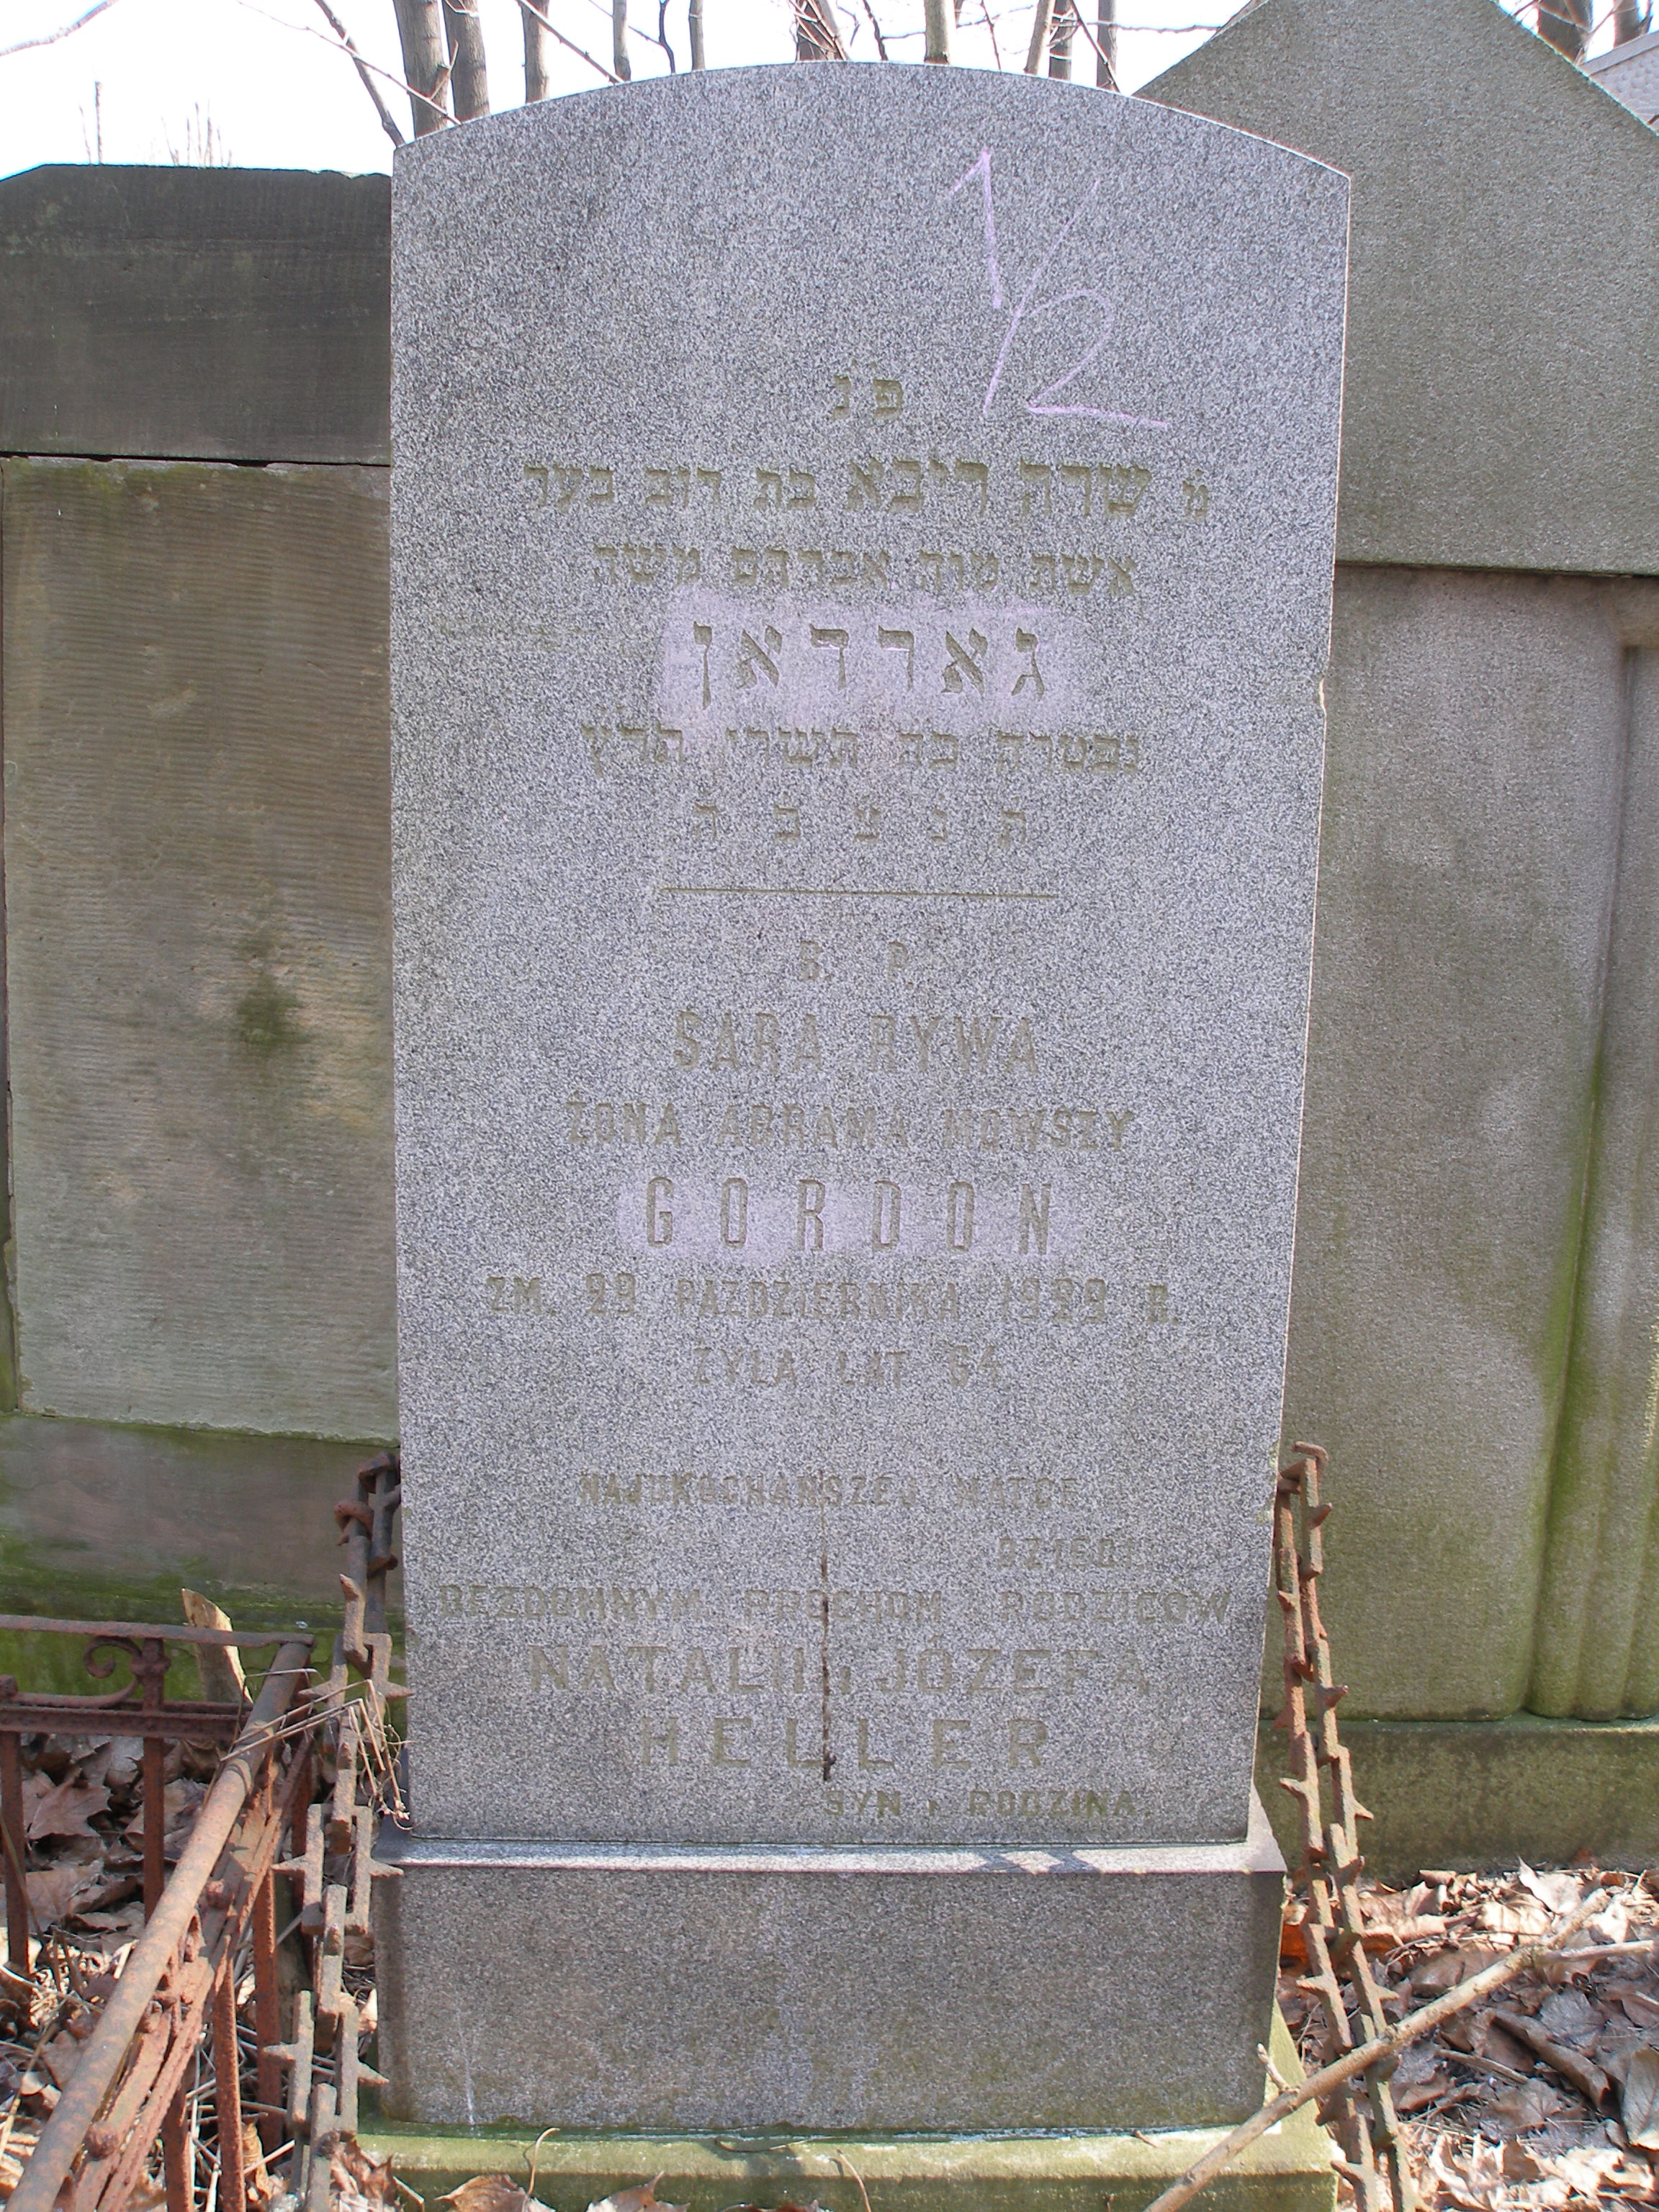 1/2
פ״נ
מ׳ שרה ריבא בת דוב בער
אשת מוה אברהם משה
גארדאן
נפטרה כה תשרי תר״ץ
ת נ צ ב ה
B. P.
SARA RYWA
ŻONA ABRAMA MOWSZY
GORDON
ZM. 29 PAŹDZIERNIKA 1929 R.
ŻYŁA LAT 64
NAJUKOCHAŃSZEJ MATCE
DZIECI
BEZDOMNYM PROCHOM RODZICÓW
NATALII i JÓZEFA
HELLER
SYN i RODZINA.